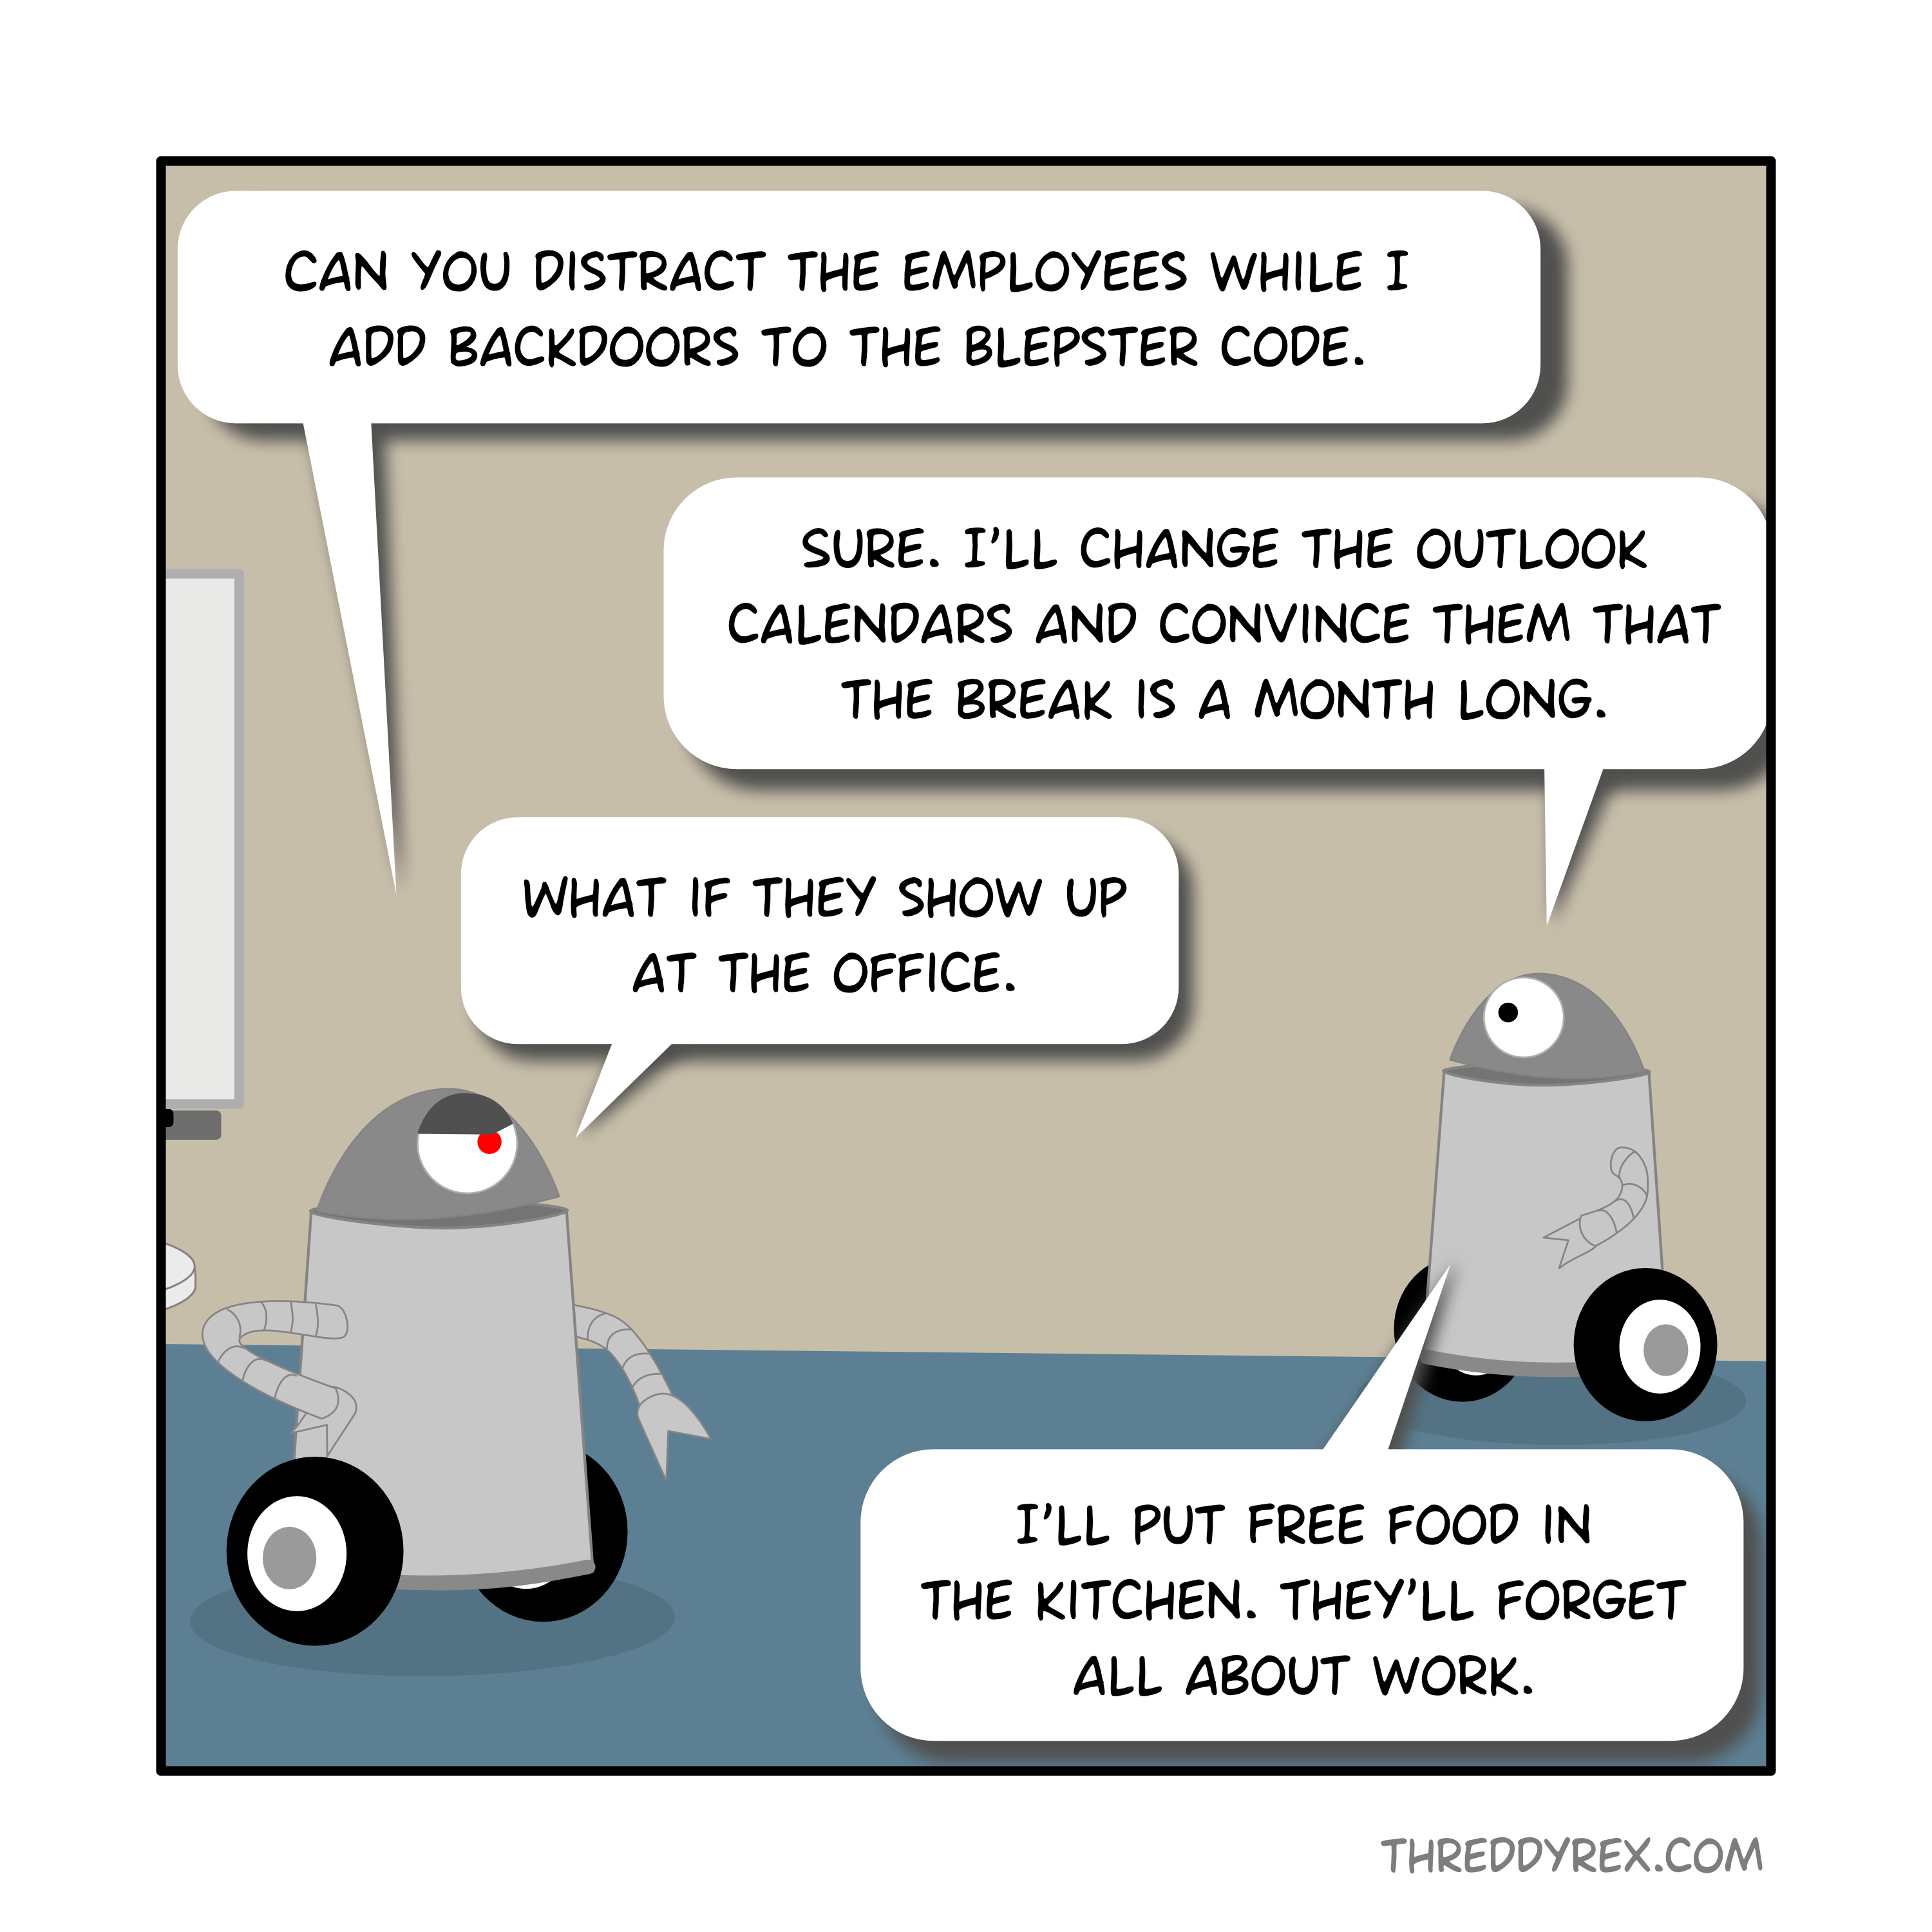 CAN YOU DISTRACT THE EMPLOYEES WHILE I
ADD BACKDOORS TO THE BLEPSTER CODE.
SURE. I'LL CHANGE THE OUTLOOK
CALENDARS AND CONVINCE THEM THAT
THE BREAK IS A MONTH LONG.
WHAT IF THEY SHOW UP
AT THE OFFICE.
I'LL PUT FREE FOOD IN
THE KITCHEN. THEY'LL FORGET
ALL ABOUT WORK.
THREDDYREX.COM